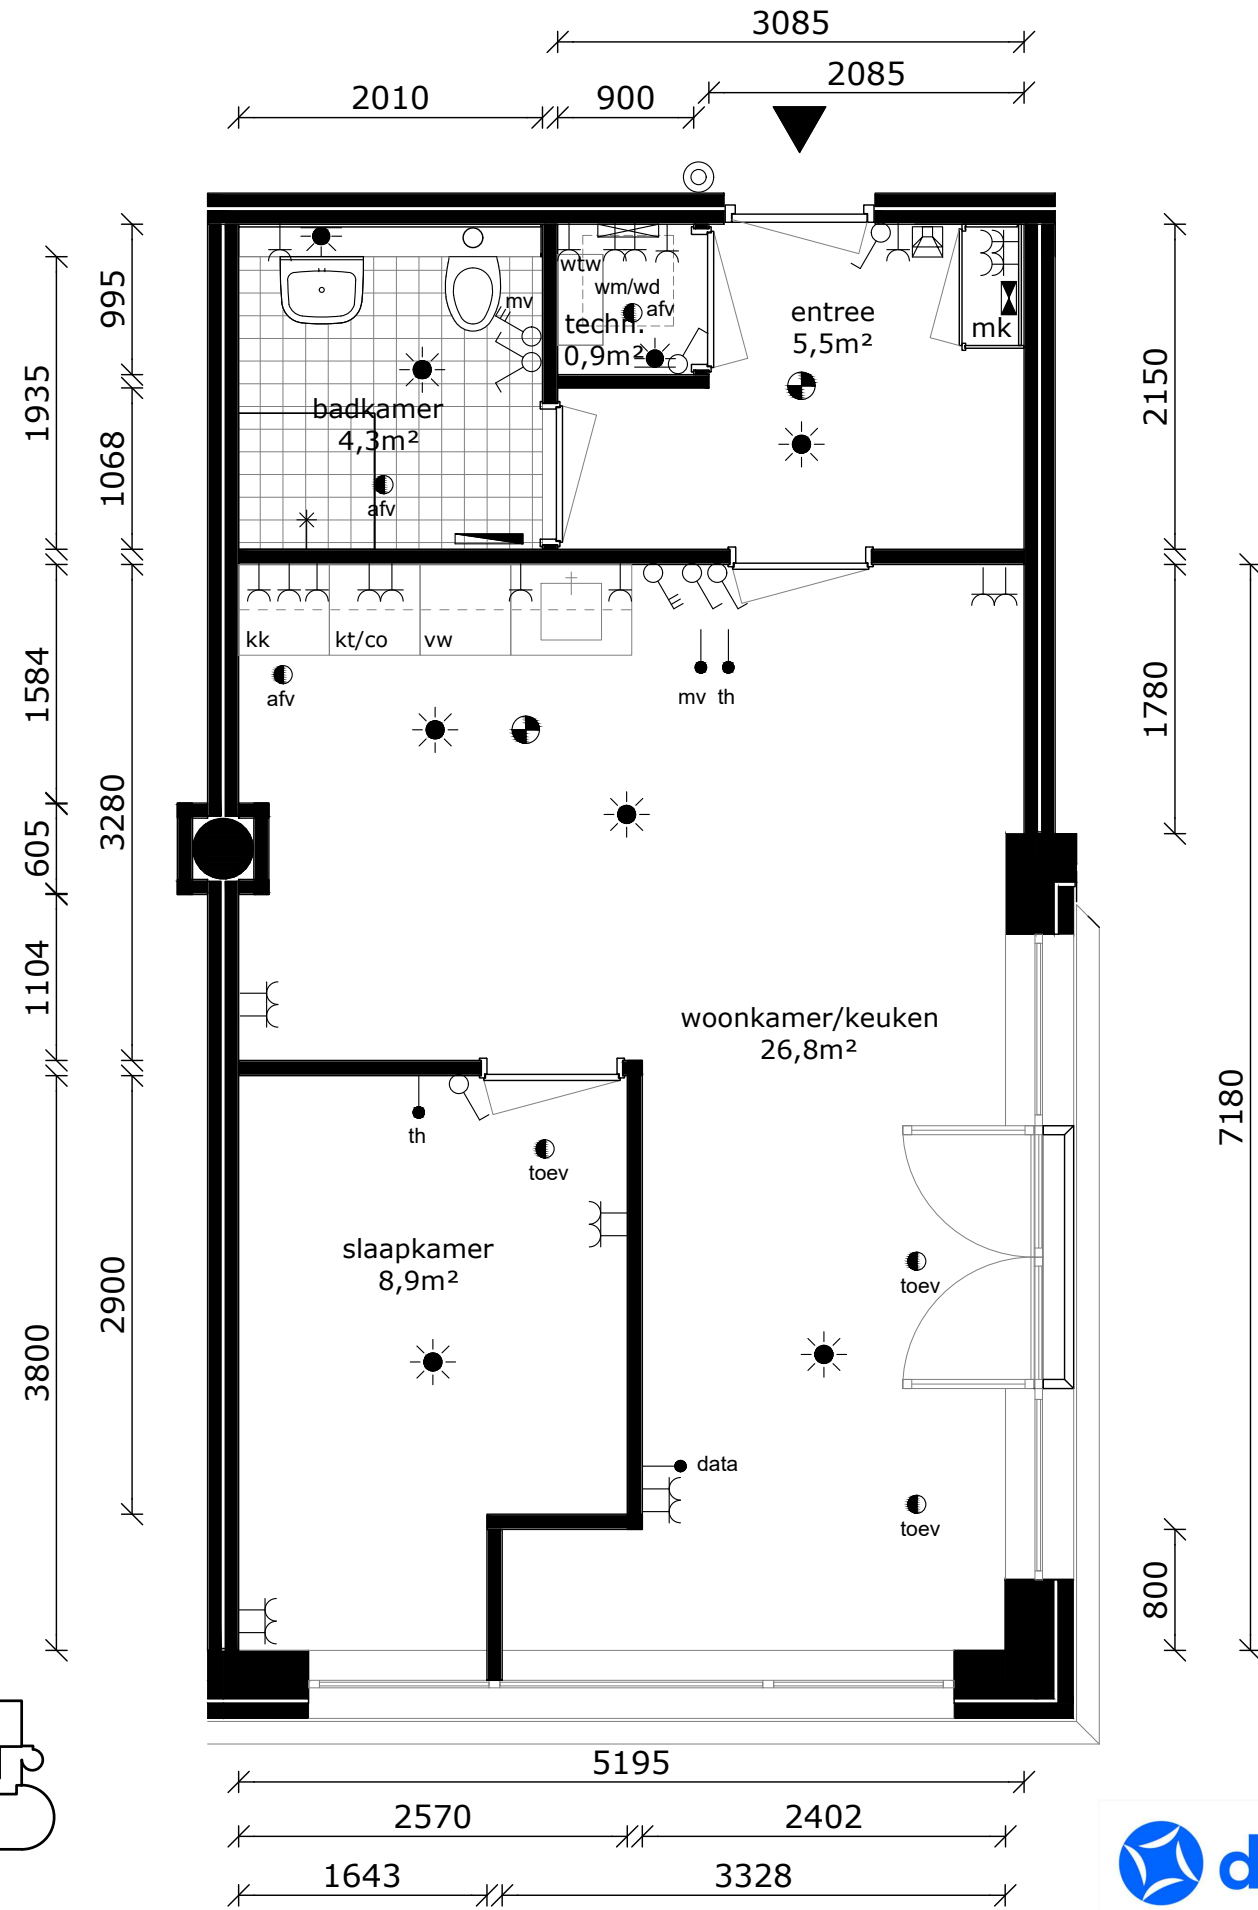 3085
2085
2010
900
995
1935
1068
2150
wtw
wm/wd
mv
afv
techn.
0,9m²
entree
5,5m²
mk
badkamer
4,3m²
afv
kk
kt/co
vw
afv
mv
th
1584
1780
3280
605
1104
woonkamer/keuken
26,8m²
7180
th
toev
slaapkamer
8,9m²
toev
2900
3800
data
toev
800
5195
2570
2402
1643
3328
d